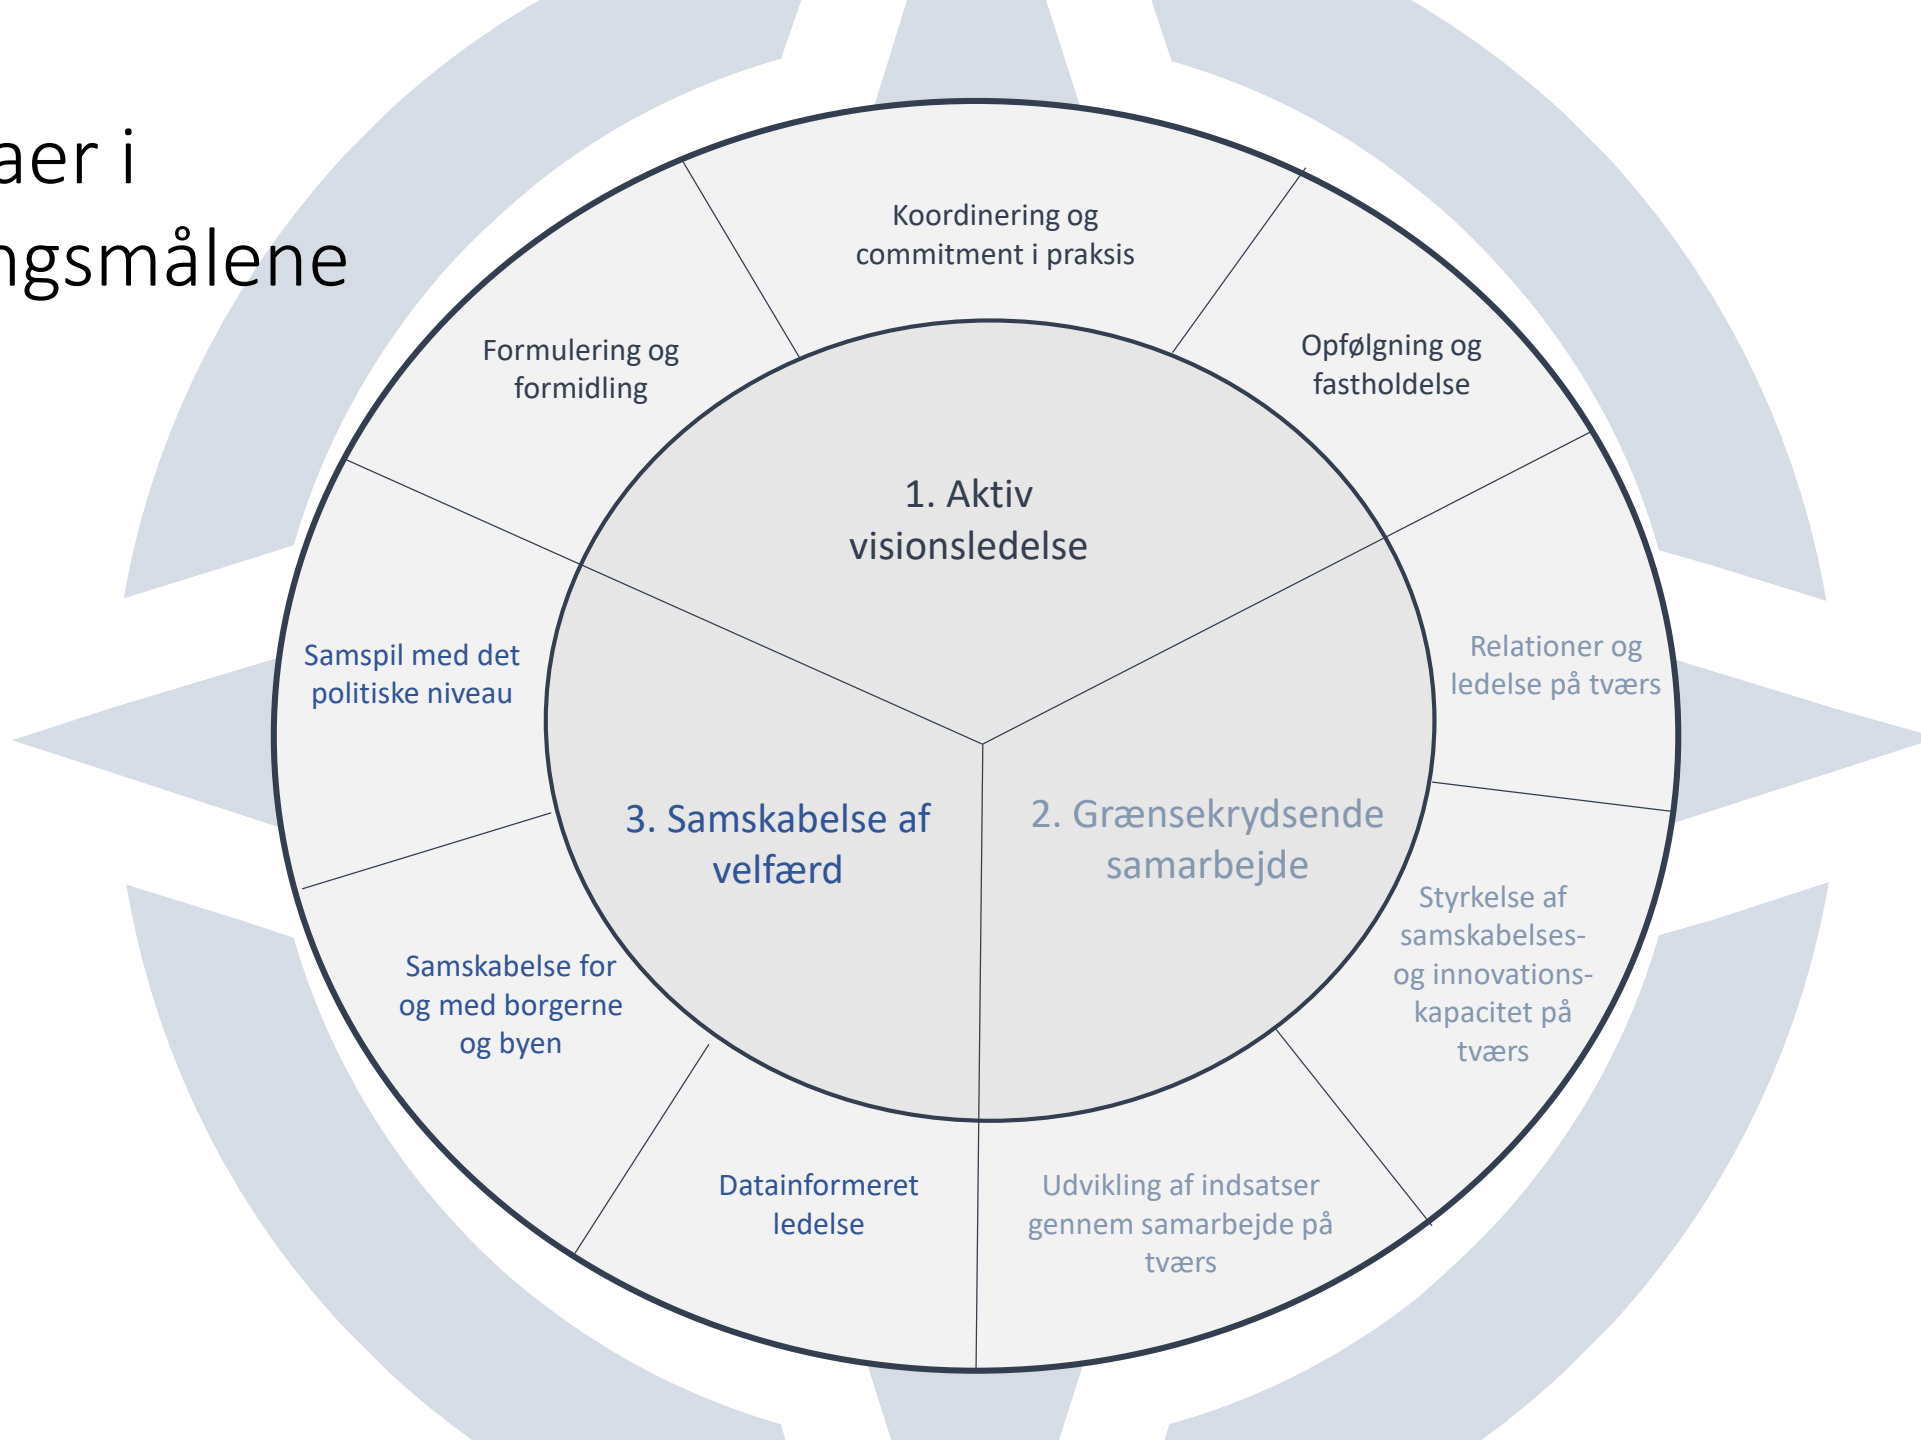 aer i
ngsmålene
Koordinering og
commitment i praksis
Formulering og
formidling
Opfølgning og
fastholdelse
1. Aktiv
visionsledelse
Samspil med det
politiske niveau
Relationer og
ledelse på tværs
3. Samskabelse af
velfærd
2. Grænsekrydsende
samarbejde
Styrkelse af
samskabelses-
og innovations-
kapacitet på
tværs
Samskabelse for
og med borgerne
og byen
Datainformeret
ledelse
Udvikling af indsatser
gennem samarbejde på
tværs